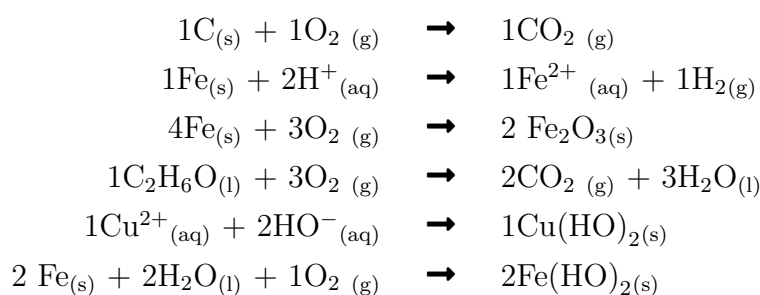 1C(s) + 1O2 (g) → 1CO2 (g)
1Fe(s) + 2H+(aq) → 1Fe2+ (aq) + 1H2(g)
4Fe(s) + 3O2 (g) → 2 Fe2O3(s)
1C2H6O(l) + 3O2 (g) → 2CO2 (g) + 3H2O(l)
1Cu2+(aq) + 2HO−(aq) → 1Cu(HO)2(s)
2 Fe(s) + 2H2O(l) + 1O2 (g) → 2Fe(HO)2(s)